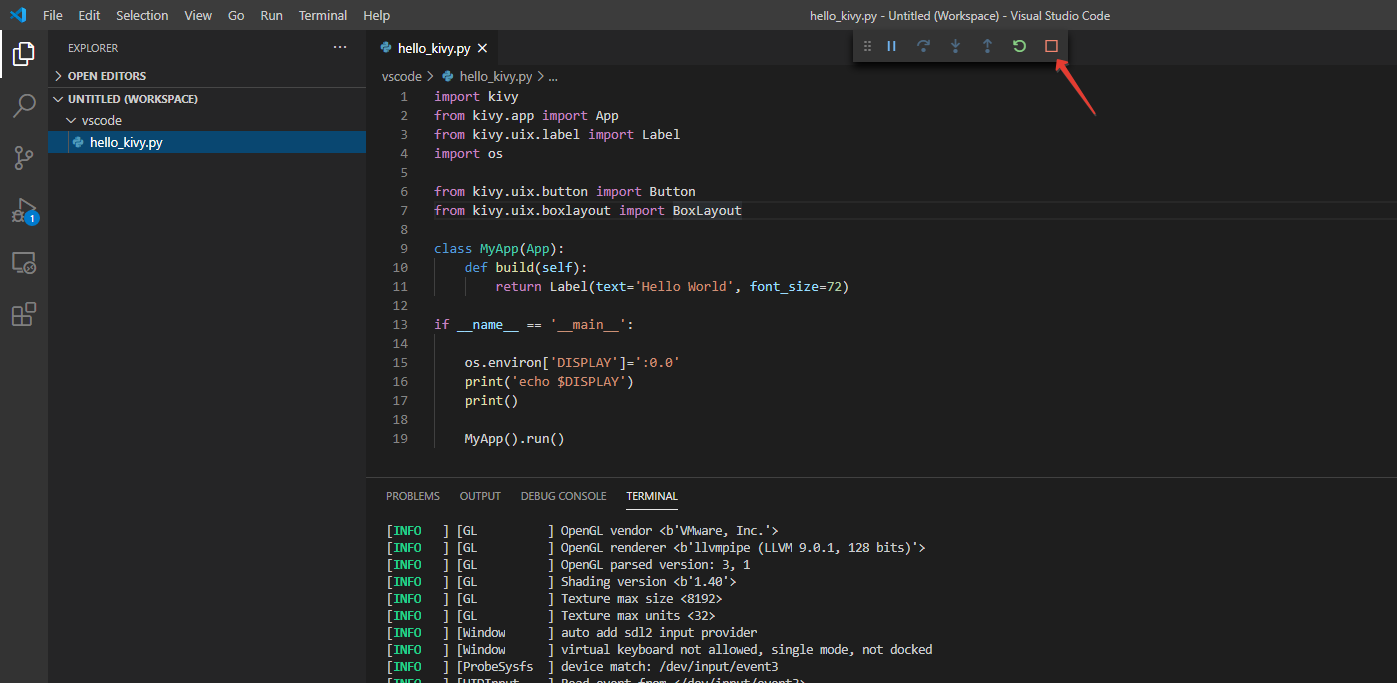 File Edit Selection View Go Run Terminal Help
hello_kivy.py - Untitled (Workspace) - Visual Studio Code
EXPLORER
OPEN EDITORS
UNTITLED (WORKSPACE)
vscode
hello_kivy.py
1
hello_kivy.py
vscode > hello_kivy.py > ...
1 import kivy
2 from kivy.app import App
3 from kivy.uix.label import Label
4 import os
5
6 from kivy.uix.button import Button
7 from kivy.uix.boxlayout import BoxLayout
8
9 class MyApp(App):
10     def build(self):
11         return Label(text='Hello World', font_size=72)
12
13 if __name__ == '__main__':
14
15     os.environ['DISPLAY']=':0.0'
16     print('echo $DISPLAY')
17     print()
18
19     MyApp().run()
PROBLEMS OUTPUT DEBUG CONSOLE TERMINAL
[INFO   ] [GL          ] OpenGL vendor <b'VMware, Inc.'>
[INFO   ] [GL          ] OpenGL renderer <b'llvmpipe (LLVM 9.0.1, 128 bits)'>
[INFO   ] [GL          ] OpenGL parsed version: 3, 1
[INFO   ] [GL          ] Shading version <b'1.40'>
[INFO   ] [GL          ] Texture max size <8192>
[INFO   ] [GL          ] Texture max units <32>
[INFO   ] [Window      ] auto add sdl2 input provider
[INFO   ] [Window      ] virtual keyboard not allowed, single mode, not docked
[INFO   ] [ProbeSysfs  ] device match: /dev/input/event3
[INFO   ] [HIDInput    ] Read event from </dev/input/event3>